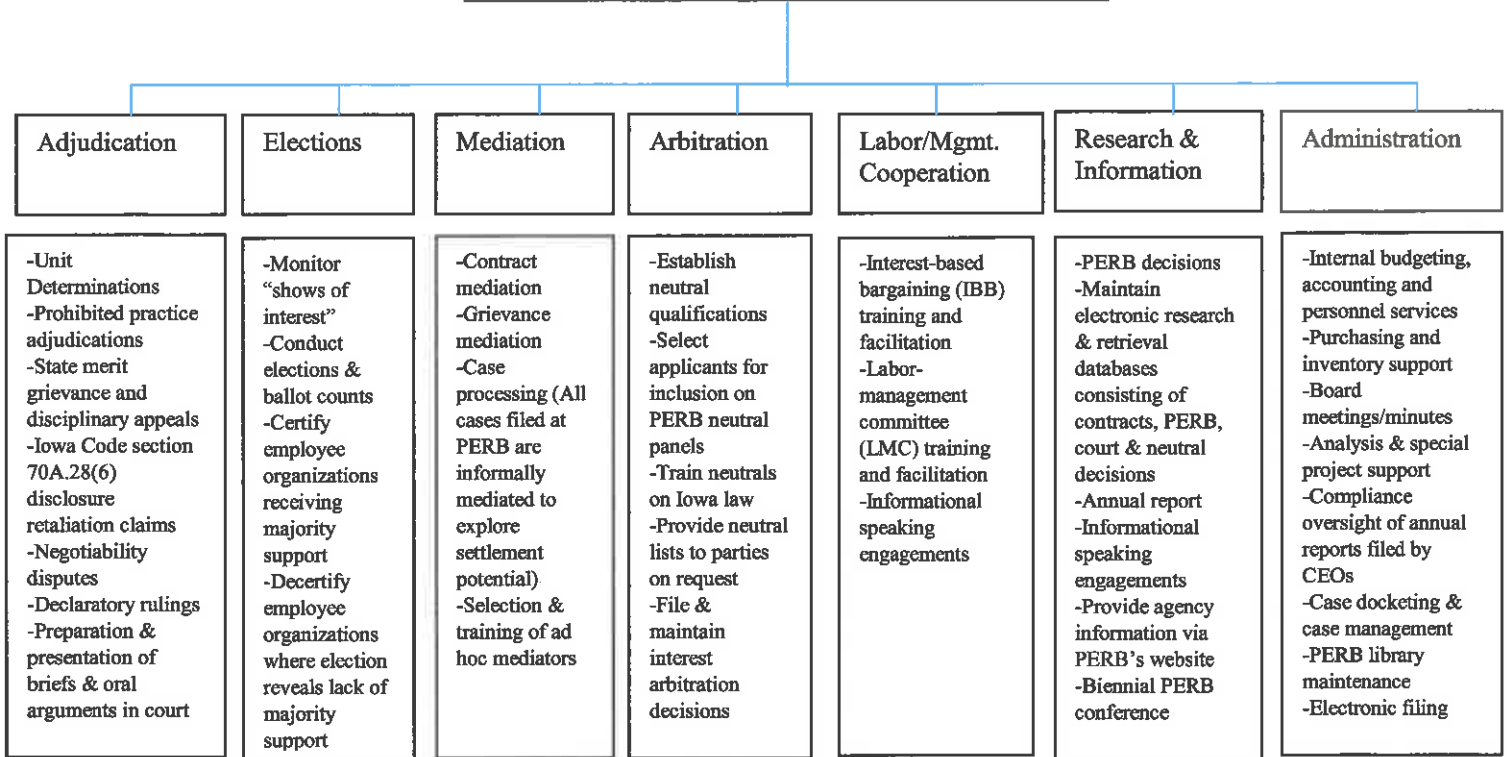 Adjudication
-Unit
Determinations
-Prohibited practice
adjudications
-State merit
grievance and
disciplinary appeals
-Iowa Code section
70A.28(6)
disclosure
retaliation claims
-Negotiability
disputes
-Declaratory rulings
-Preparation &
presentation of
briefs & oral
arguments in court
Elections
-Monitor
“shows of
interest”
-Conduct
elections &
ballot counts
-Certify
employee
organizations
receiving
majority
support
-Decertify
employee
organizations
where election
reveals lack of
majority
support
Mediation
-Contract
mediation
-Grievance
mediation
-Case
processing (All
cases filed at
PERB are
informally
mediated to
explore
settlement
potential)
-Selection &
training of ad
hoc mediators
Arbitration
-Establish
neutral
qualifications
-Select
applicants for
inclusion on
PERB neutral
panels
-Train neutrals
on Iowa law
-Provide neutral
lists to parties
on request
-File &
maintain
interest
arbitration
decisions
Labor/Mgmt.
Cooperation
-Interest-based
bargaining (IBB)
training and
facilitation
-Labor-
management
committee
(LMC) training
and facilitation
-Informational
speaking
engagements
Research &
Information
-PERB decisions
-Maintain
electronic research
& retrieval
databases
consisting of
contracts, PERB,
court & neutral
decisions
-Annual report
-Informational
speaking
engagements
-Provide agency
information via
PERB’s website
-Biennial PERB
conference
Administration
-Internal budgeting,
accounting and
personnel services
-Purchasing and
inventory support
-Board
meetings/minutes
-Analysis & special
project support
-Compliance
oversight of annual
reports filed by
CEOs
-Case docketing &
case management
-PERB library
maintenance
-Electronic filing